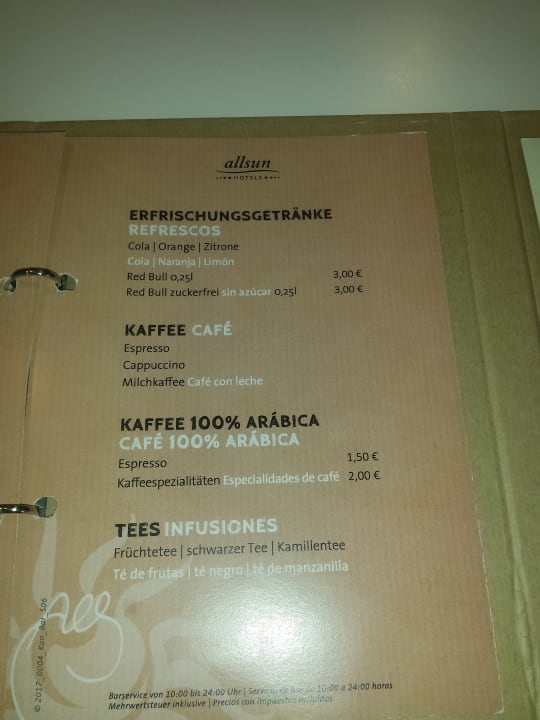 allsun
HOTELS
ERFRISCHUNGSGETRÄNKE
REFRESCOS
Cola | Orange | Zitrone
Cola | Naranja | Limón
Red Bull 0,25l 3,00 €
Red Bull zuckerfrei sin azúcar 0,25l 3,00 €
KAFFEE CAFÉ
Espresso
Cappuccino
Milchkaffee Café con leche
KAFFEE 100% ARÁBICA
CAFÉ 100% ARÁBICA
Espresso 1,50 €
Kaffeespezialitäten Especialidades de café 2,00 €
TEES INFUSIONES
Früchtetee | schwarzer Tee | Kamillentee
Té de frutas | té negro | té de manzanilla
Barservice von 10:00 bis 24:00 Uhr | Servicio de bar de 10:00 a 24:00 horas
Mehrwertsteuer inklusive | Precios con impuestos incluidos
© 2017_0004_Kan_Bar_S06